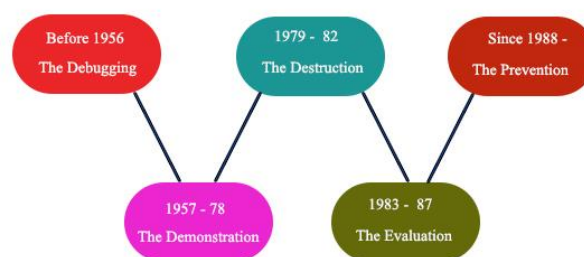 Before 1956
The Debugging
1979 - 82
The Destruction
Since 1988 -
The Prevention
1957 - 78
The Demonstration
1983 - 87
The Evaluation